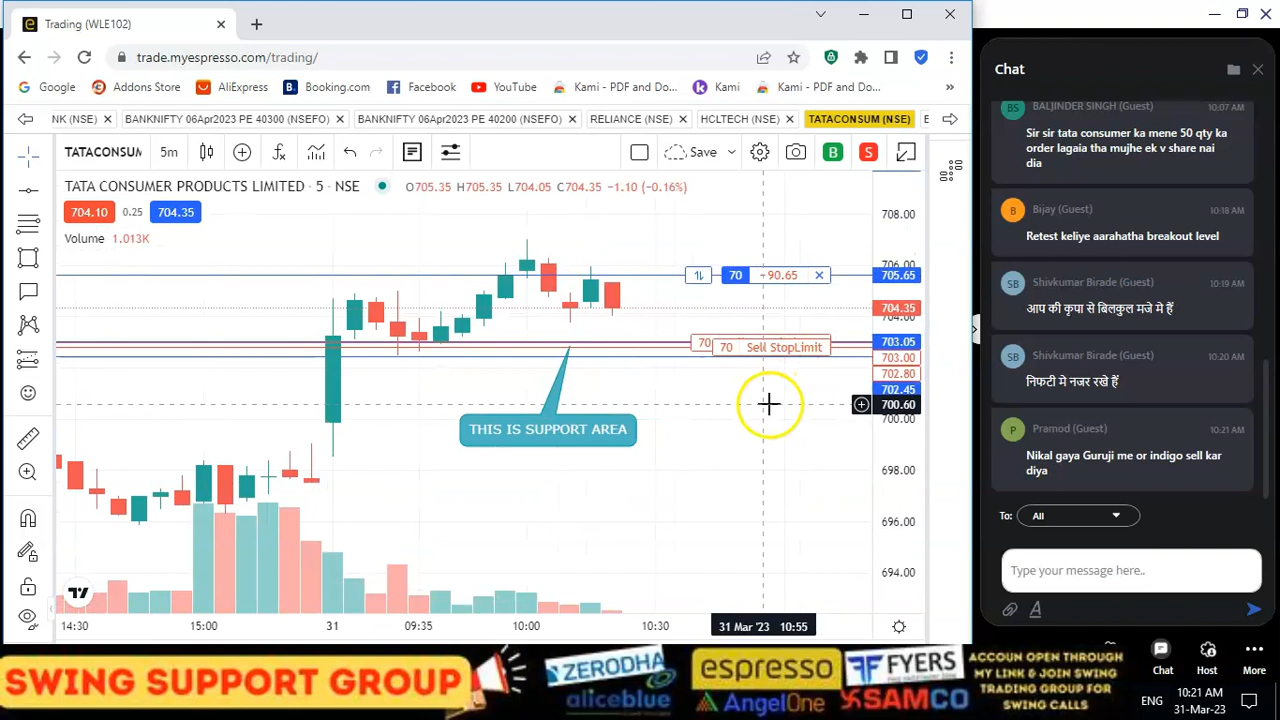 Trading (WLE102)
trade.myespresso.com/trading/
Google Addons Store AliExpress Booking.com Facebook YouTube Kami - PDF and Do... Kami Kami - PDF and Do...
NK (NSE) BANKNIFTY 06Apr2023 PE 40300 (NSEFO) BANKNIFTY 06Apr2023 PE 40200 (NSEFO) RELIANCE (NSE) HCLTECH (NSE) TATACONSUM (NSE)
TATACONSUM 5m Save B S
TATA CONSUMER PRODUCTS LIMITED · 5 · NSE O705.35 H705.35 L704.05 C704.35 −1.10 (−0.16%)
704.10 0.25 704.35
Volume 1.013K
708.00
706.00
70 −90.65 705.65
704.35
704.00
70 703.05
70 Sell StopLimit
703.00
702.80
702.45
700.60
700.00
THIS IS SUPPORT AREA
698.00
696.00
694.00
14:30 15:00 31 09:35 10:00 10:30 31 Mar '23 10:55
Chat
BS BALJINDER SINGH (Guest) 10:07 AM
Sir sir tata consumer ka mene 50 qty ka
order lagaia tha mujhe ek v share nai
dia
B Bijay (Guest) 10:18 AM
Retest keliye aarahatha breakout level
SB Shivkumar Birade (Guest) 10:19 AM
आप की कृपा से बिलकुल मजे मे हैं
SB Shivkumar Birade (Guest) 10:20 AM
निफटी मे नजर रखे हैं
P Pramod (Guest) 10:21 AM
Nikal gaya Guruji me or indigo sell kar
diya
To: All
Type your message here..
Chat Host More
SWING SUPPORT GROUP
ZERODHA
aliceblue
espresso
AngelOne
FYERS
SAMCO
ACCOUN OPEN THROUGH
MY LINK & JOIN SWING
TRADING GROUP FOR
SWING CALLS
ENG 10:21 AM
31-Mar-23